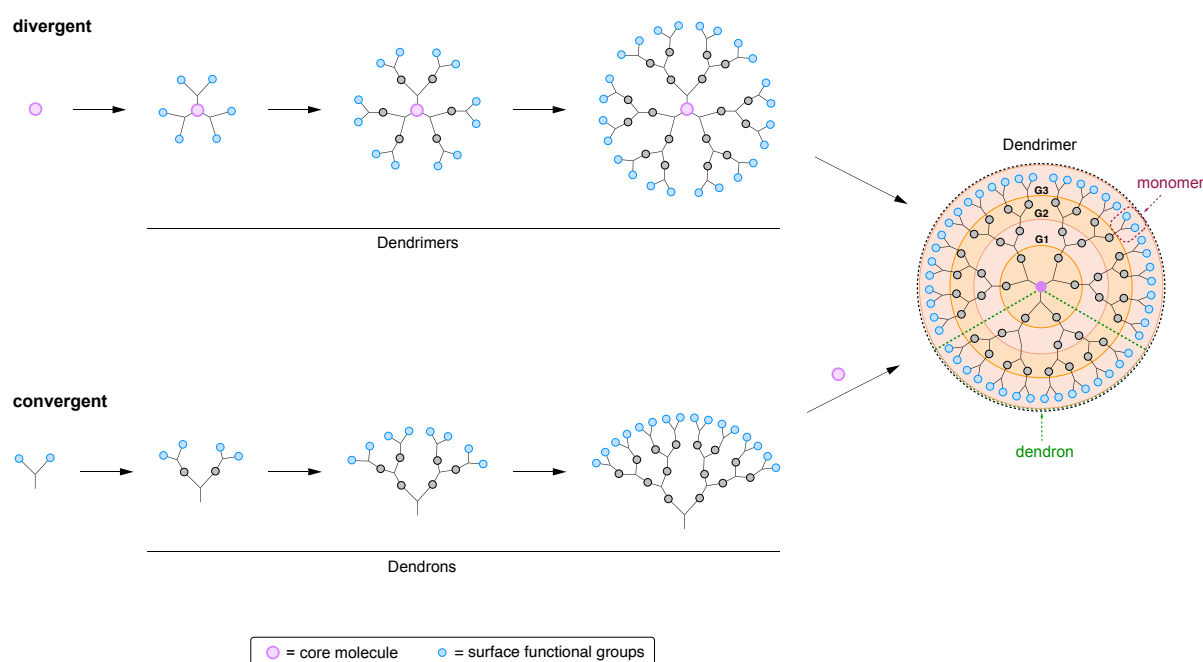 divergent
Dendrimers
Dendrimer
monomer
G3
G2
G1
dendron
convergent
Dendrons
= core molecule
= surface functional groups